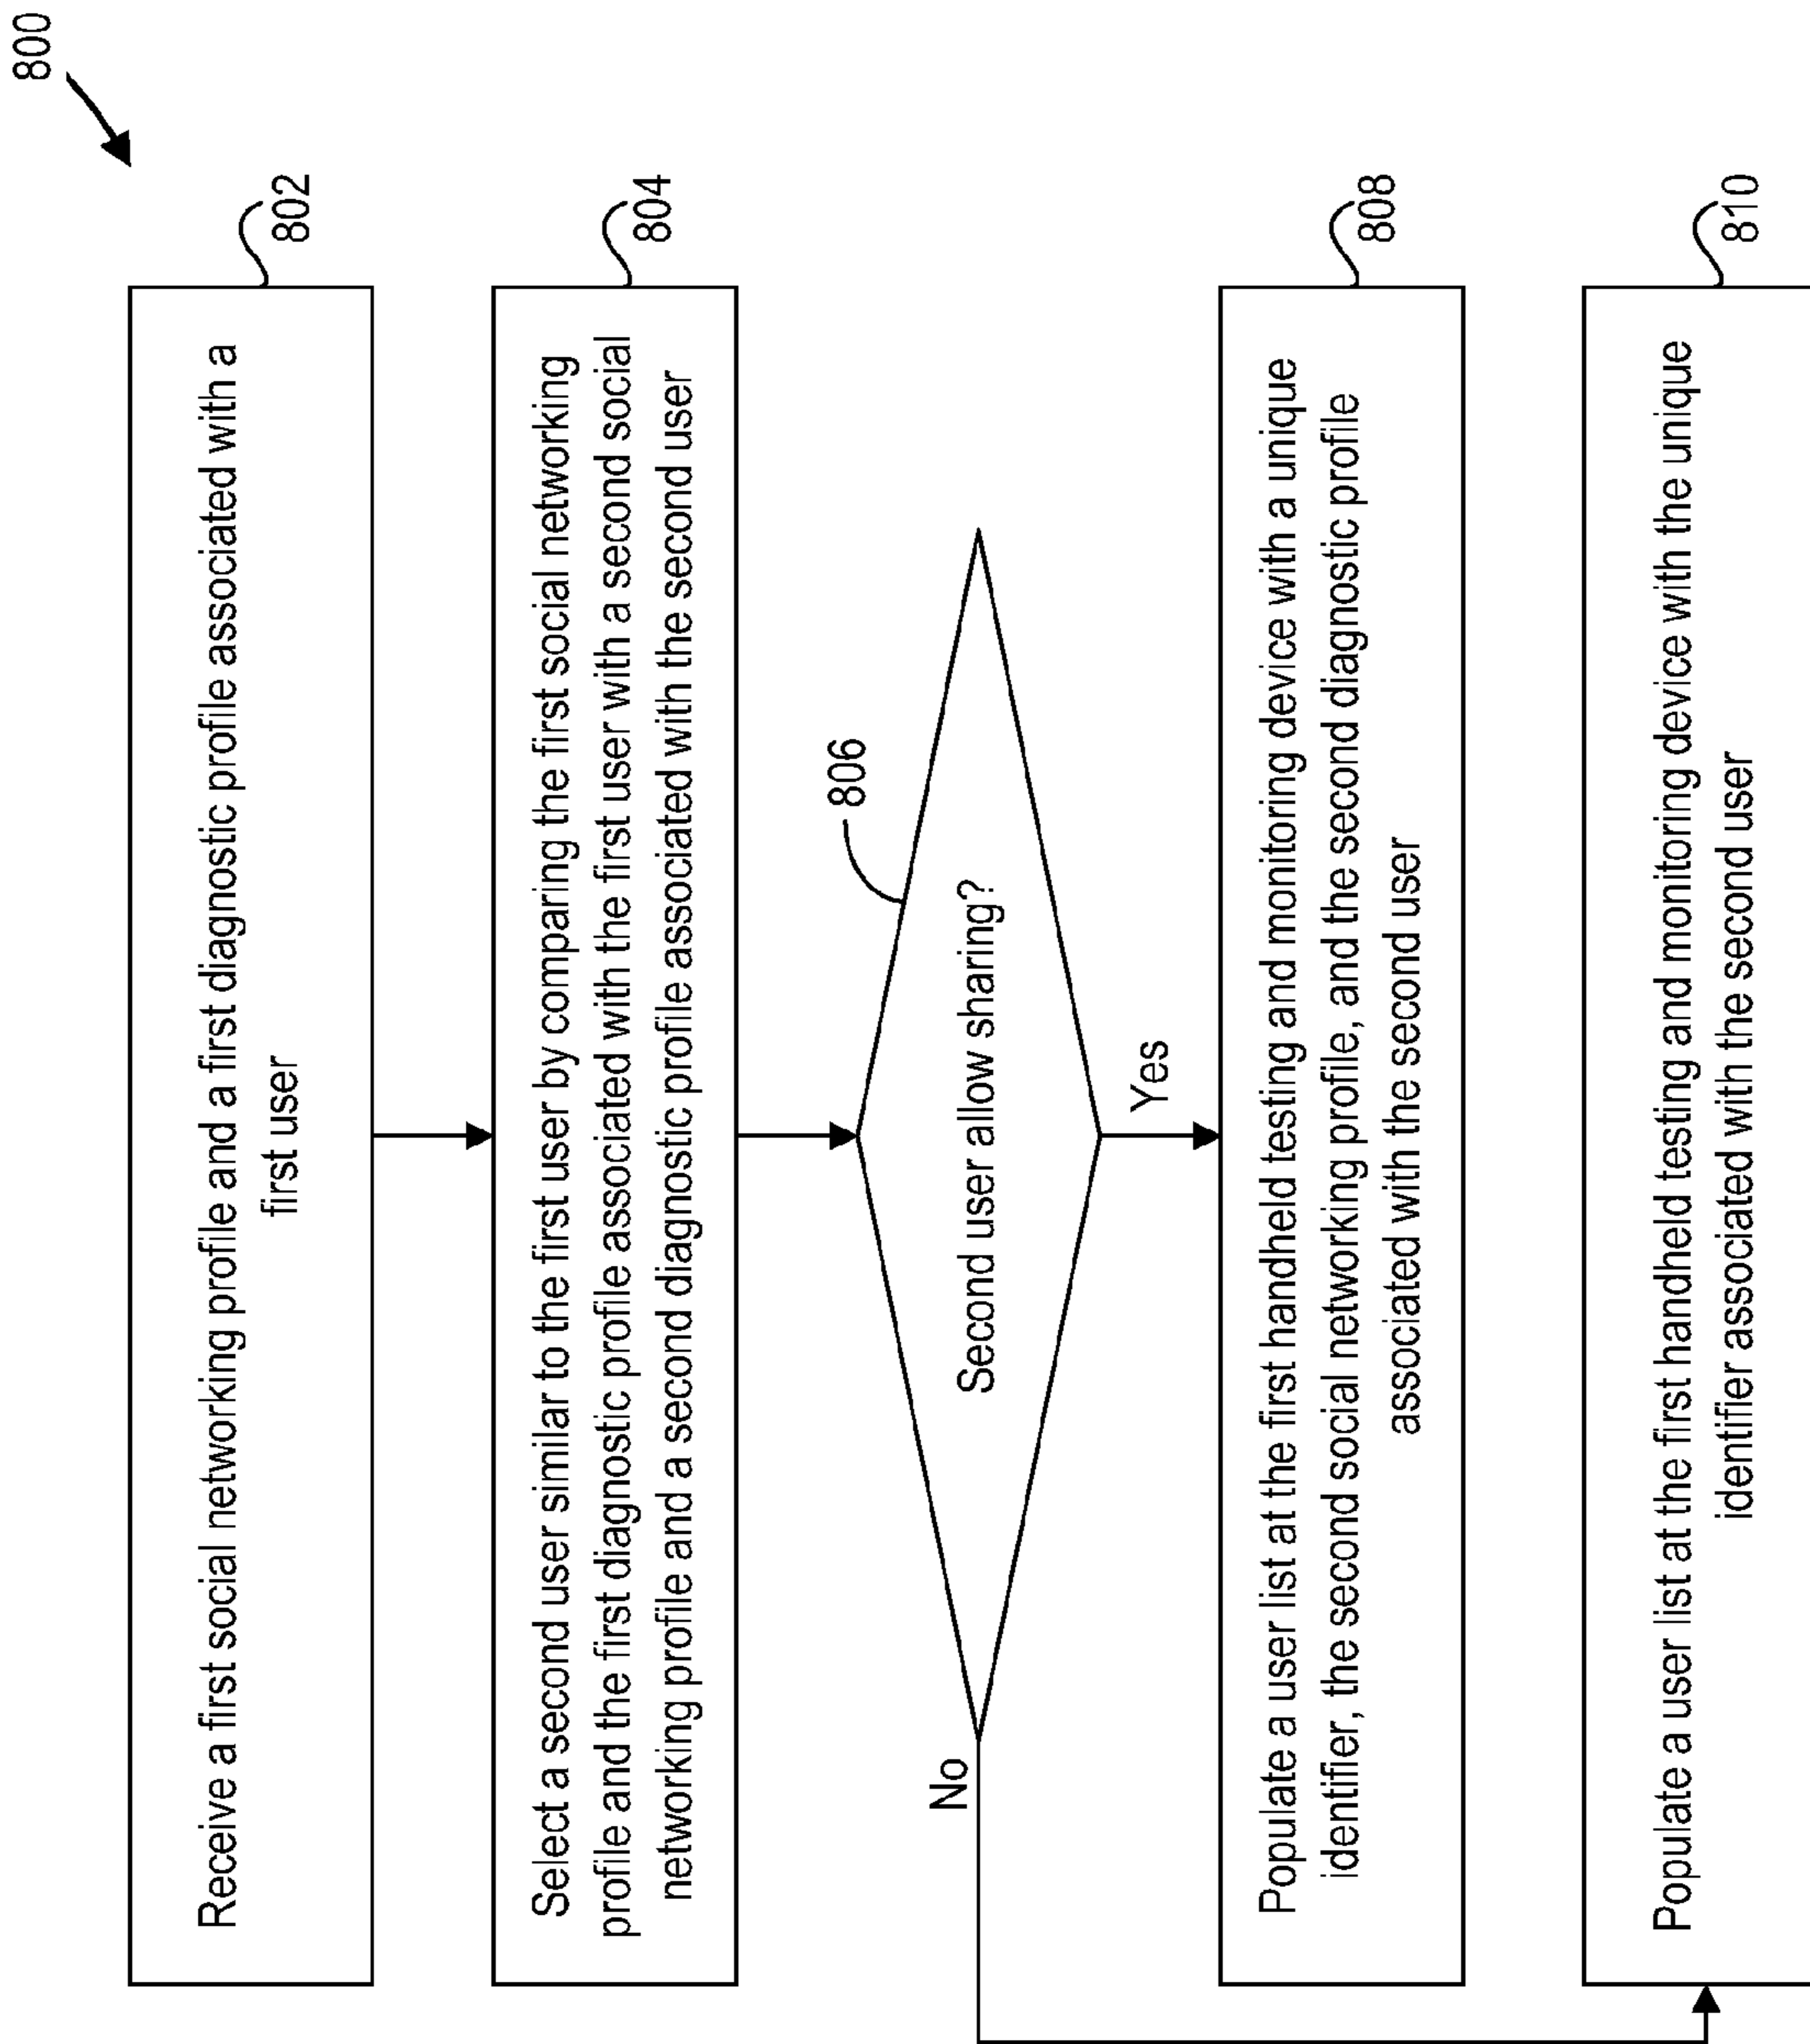 800
Receive a first social networking profile and a first diagnostic profile associated with a
first user
802
Select a second user similar to the first user by comparing the first social networking
profile and the first diagnostic profile associated with the first user with a second social
networking profile and a second diagnostic profile associated with the second user
804
806
Second user allow sharing?
No
Yes
Populate a user list at the first handheld testing and monitoring device with a unique
identifier, the second social networking profile, and the second diagnostic profile
associated with the second user
808
Populate a user list at the first handheld testing and monitoring device with the unique
identifier associated with the second user
810